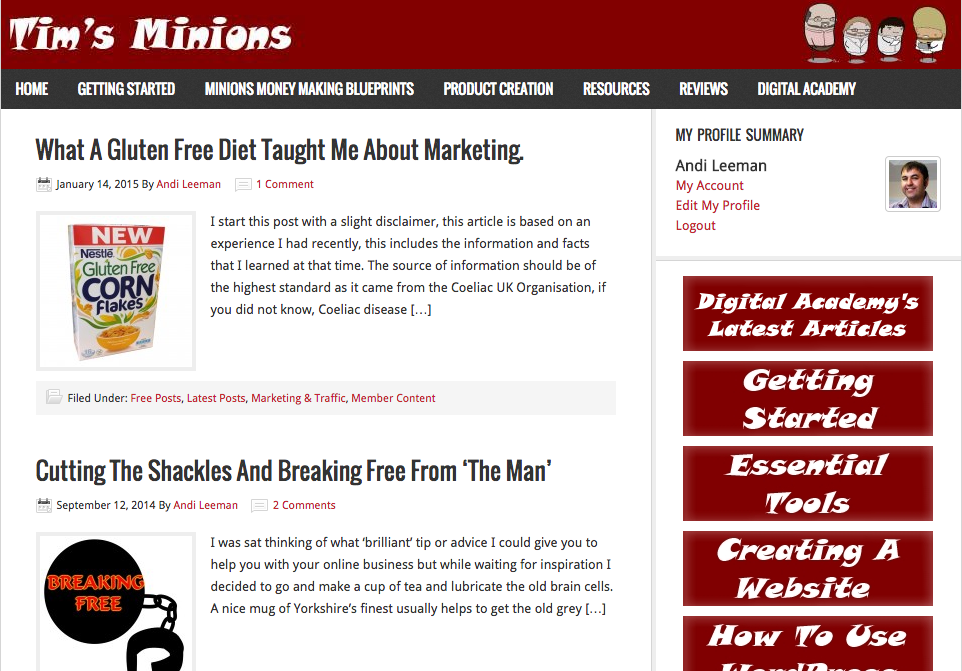 Tim's Minions
HOME GETTING STARTED MINIONS MONEY MAKING BLUEPRINTS PRODUCT CREATION RESOURCES REVIEWS DIGITAL ACADEMY
What A Gluten Free Diet Taught Me About Marketing.
January 14, 2015 By Andi Leeman 1 Comment
NEW
Nestlé
Gluten Free
CORN
Flakes
I start this post with a slight disclaimer, this article is based on an
experience I had recently, this includes the information and facts
that I learned at that time. The source of information should be of
the highest standard as it came from the Coeliac UK Organisation, if
you did not know, Coeliac disease […]
Filed Under: Free Posts, Latest Posts, Marketing & Traffic, Member Content
Cutting The Shackles And Breaking Free From ‘The Man’
September 12, 2014 By Andi Leeman 2 Comments
BREAKING
FREE
I was sat thinking of what ‘brilliant’ tip or advice I could give you to
help you with your online business but while waiting for inspiration I
decided to go and make a cup of tea and lubricate the old brain cells.
A nice mug of Yorkshire’s finest usually helps to get the old grey […]
MY PROFILE SUMMARY
Andi Leeman
My Account
Edit My Profile
Logout
Digital Academy's
Latest Articles
Getting
Started
Essential
Tools
Creating A
Website
How To Use
WordPress